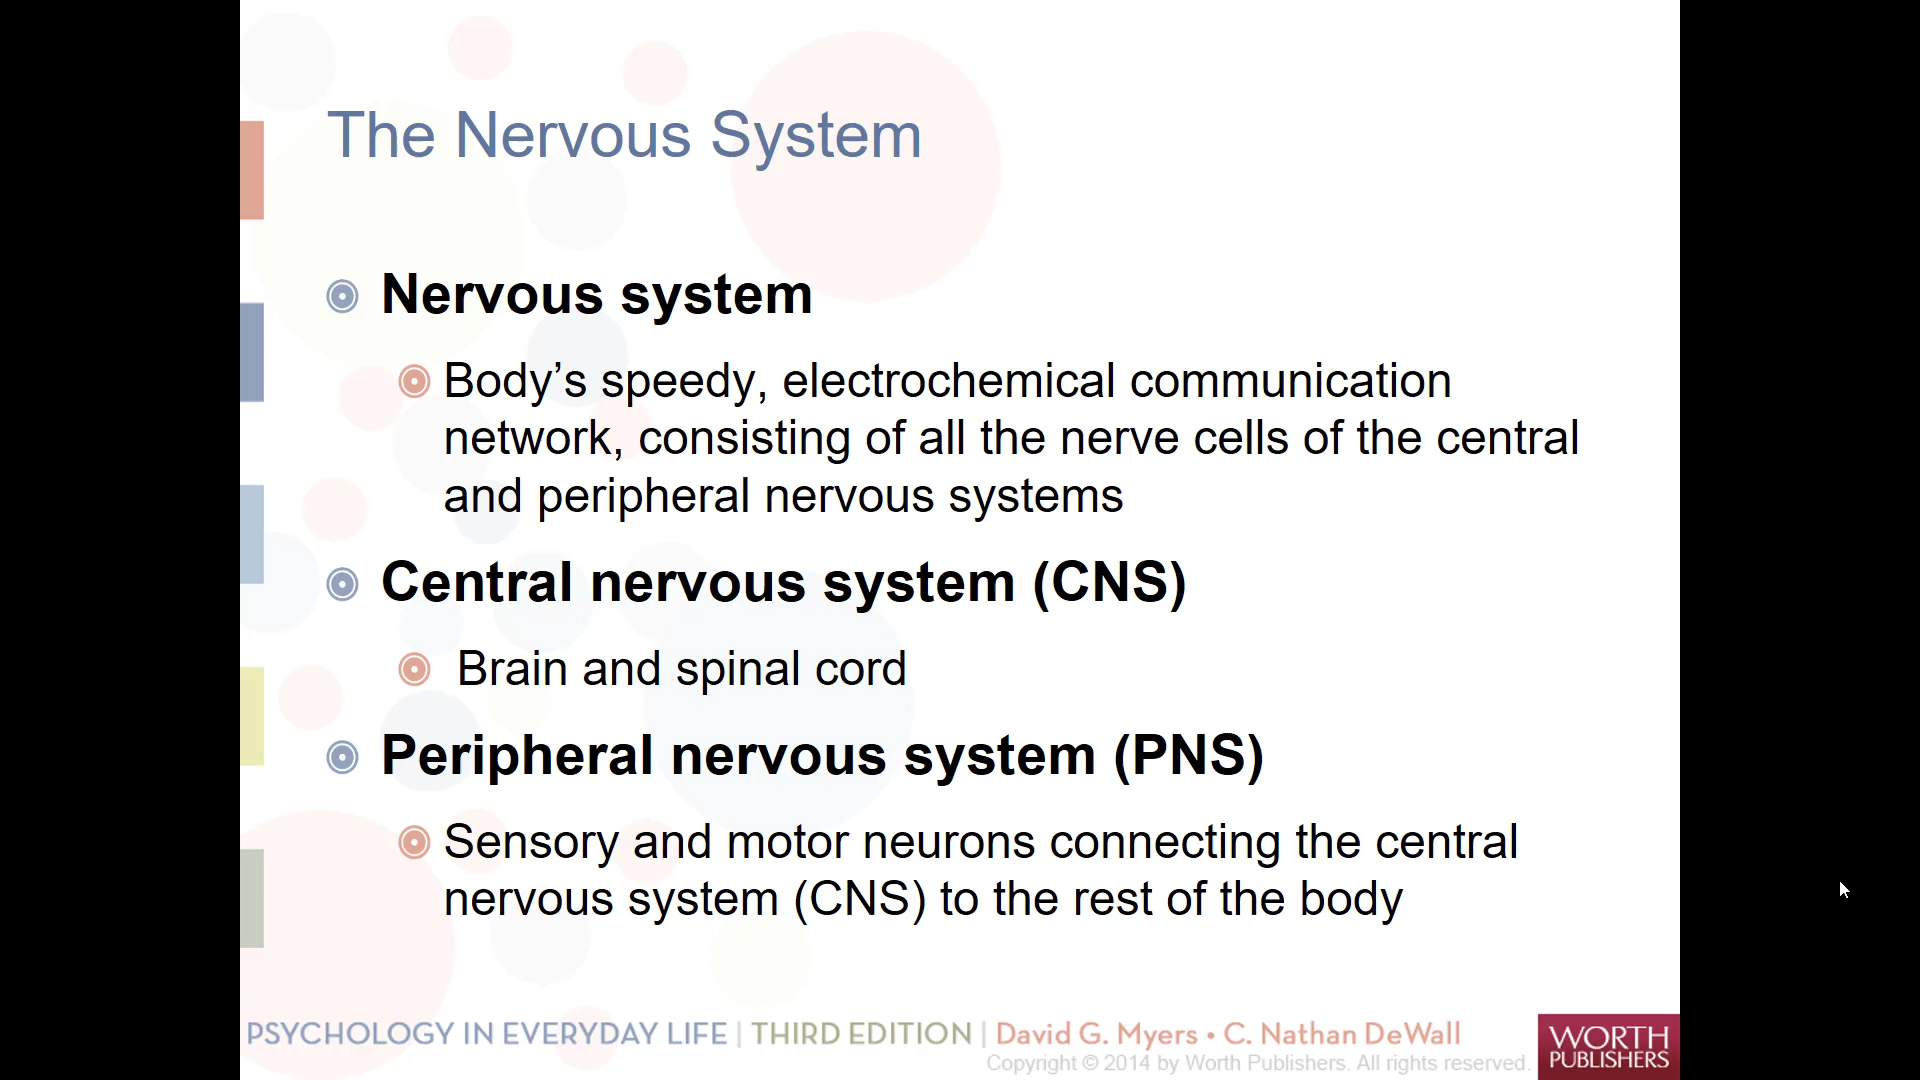 The Nervous System
Nervous system
Body’s speedy, electrochemical communication
network, consisting of all the nerve cells of the central
and peripheral nervous systems
Central nervous system (CNS)
Brain and spinal cord
Peripheral nervous system (PNS)
Sensory and motor neurons connecting the central
nervous system (CNS) to the rest of the body
PSYCHOLOGY IN EVERYDAY LIFE | THIRD EDITION | David G. Myers • C. Nathan DeWall
Copyright © 2014 by Worth Publishers. All rights reserved.
WORTH
PUBLISHERS